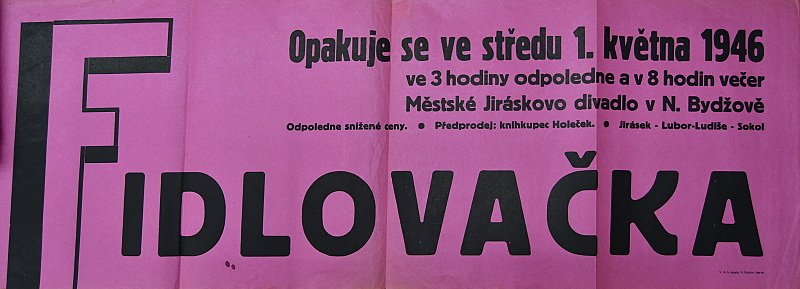 Opakuje se ve středu 1. května 1946
ve 3 hodiny odpoledne a v 8 hodin večer
Městské Jiráskovo divadlo v N. Bydžově
Odpoledne snížené ceny. ● Předprodej: knihkupec Holeček. ● Jirásek - Lubor-Ludiše - Sokol
FIDLOVAČKA